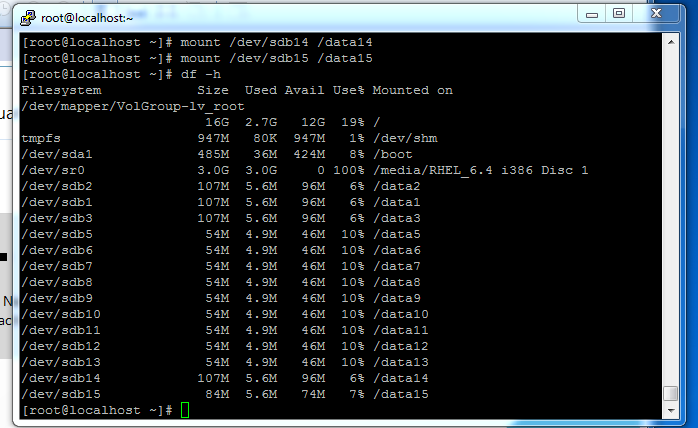 root@localhost:~
[root@localhost ~]# mount /dev/sdb14 /data14
[root@localhost ~]# mount /dev/sdb15 /data15
[root@localhost ~]# df -h
Filesystem            Size  Used Avail Use% Mounted on
/dev/mapper/VolGroup-lv_root
                       16G  2.7G   12G  19% /
tmpfs                 947M   80K  947M   1% /dev/shm
/dev/sda1             485M   36M  424M   8% /boot
/dev/sr0              3.0G  3.0G     0 100% /media/RHEL_6.4 i386 Disc 1
/dev/sdb2             107M  5.6M   96M   6% /data2
/dev/sdb1             107M  5.6M   96M   6% /data1
/dev/sdb3             107M  5.6M   96M   6% /data3
/dev/sdb5              54M  4.9M   46M  10% /data5
/dev/sdb6              54M  4.9M   46M  10% /data6
/dev/sdb7              54M  4.9M   46M  10% /data7
/dev/sdb8              54M  4.9M   46M  10% /data8
/dev/sdb9              54M  4.9M   46M  10% /data9
/dev/sdb10             54M  4.9M   46M  10% /data10
/dev/sdb11             54M  4.9M   46M  10% /data11
/dev/sdb12             54M  4.9M   46M  10% /data12
/dev/sdb13             54M  4.9M   46M  10% /data13
/dev/sdb14            107M  5.6M   96M   6% /data14
/dev/sdb15             84M  5.6M   74M   7% /data15
[root@localhost ~]#